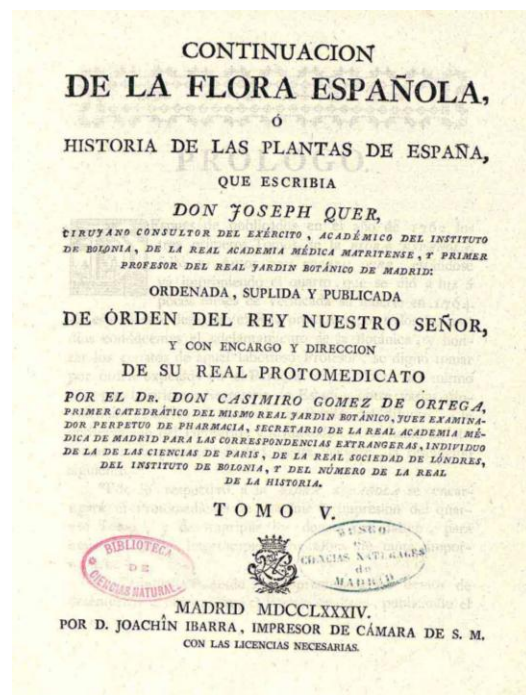 CONTINUACION
DE LA FLORA ESPAÑOLA,
Ó
HISTORIA DE LAS PLANTAS DE ESPAÑA,
QUE ESCRIBIA
DON JOSEPH QUER,
CIRUJANO CONSULTOR DEL EXÉRCITO, ACADÉMICO DEL INSTITUTO
DE BOLONIA, DE LA REAL ACADEMIA MÉDICA MATRITENSE, Y PRIMER
PROFESOR DEL REAL JARDIN BOTÁNICO DE MADRID:
ORDENADA, SUPLIDA Y PUBLICADA
DE ÓRDEN DEL REY NUESTRO SEÑOR,
Y CON ENCARGO Y DIRECCION
DE SU REAL PROTOMEDICATO
POR EL DR. DON CASIMIRO GOMEZ DE ORTEGA,
PRIMER CATEDRÁTICO DEL MISMO REAL JARDIN BOTÁNICO, JUEZ EXAMINA-
DOR PERPETUO DE PHARMACIA, SECRETARIO DE LA REAL ACADEMIA MÉ-
DICA DE MADRID PARA LAS CORRESPONDENCIAS EXTRANGERAS, INDIVIDUO
DE LA DE LAS CIENCIAS DE PARIS, DE LA REAL SOCIEDAD DE LÓNDRES,
DEL INSTITUTO DE BOLONIA, Y DEL NÚMERO DE LA REAL
DE LA HISTORIA.
TOMO V.
BIBLIOTECA
DE
CIENCIAS NATURAL
MUSEO
DE
CIENCIAS NATURALES
de
MADRID
MADRID MDCCLXXXIV.
POR D. JOACHÎN IBARRA, IMPRESOR DE CÁMARA DE S. M.
CON LAS LICENCIAS NECESARIAS.